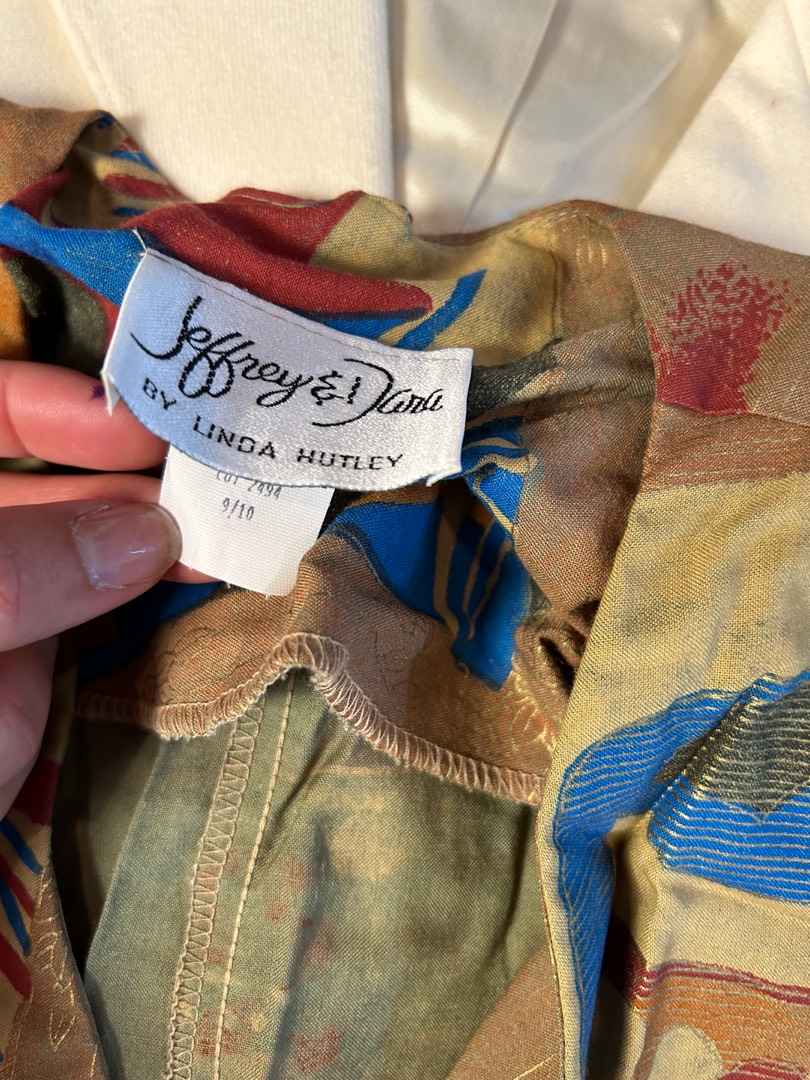 Jeffrey & Dara
BY LINDA HUTLEY
CUT 2494
9/10